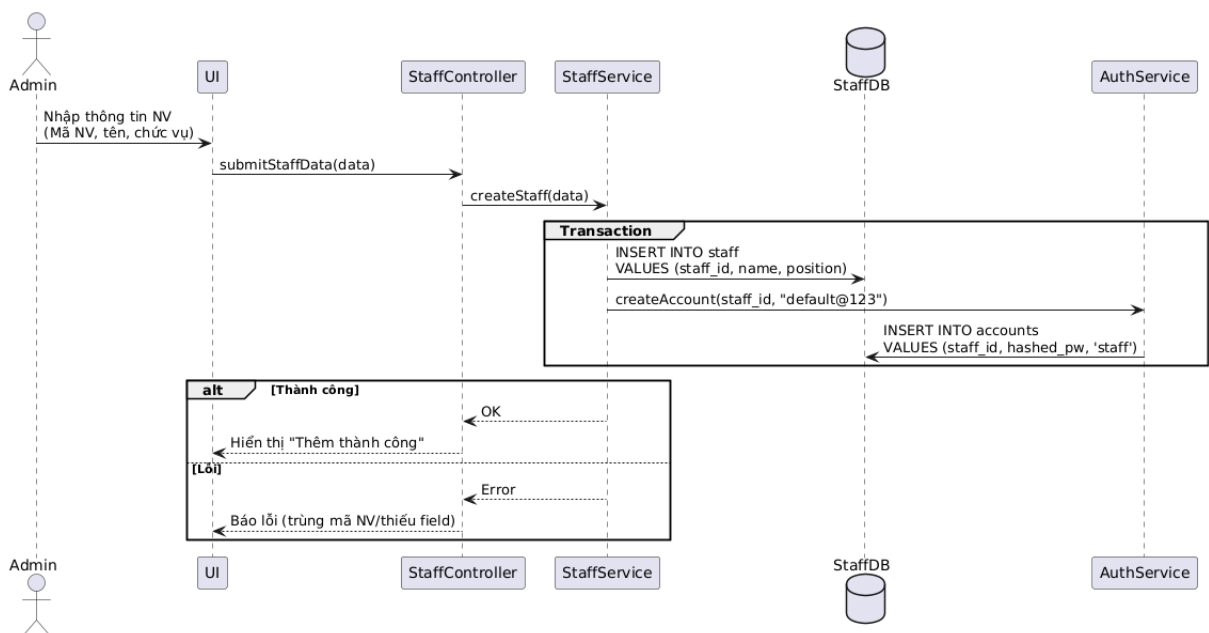 Admin
UI
StaffController
StaffService
StaffDB
AuthService
Nhập thông tin NV
(Mã NV, tên, chức vụ)
submitStaffData(data)
createStaff(data)
Transaction
INSERT INTO staff
VALUES (staff_id, name, position)
createAccount(staff_id, "default@123")
INSERT INTO accounts
VALUES (staff_id, hashed_pw, 'staff')
alt [Thành công]
OK
Hiển thị "Thêm thành công"
[Lỗi]
Error
Báo lỗi (trùng mã NV/thiếu field)
Admin
UI
StaffController
StaffService
StaffDB
AuthService